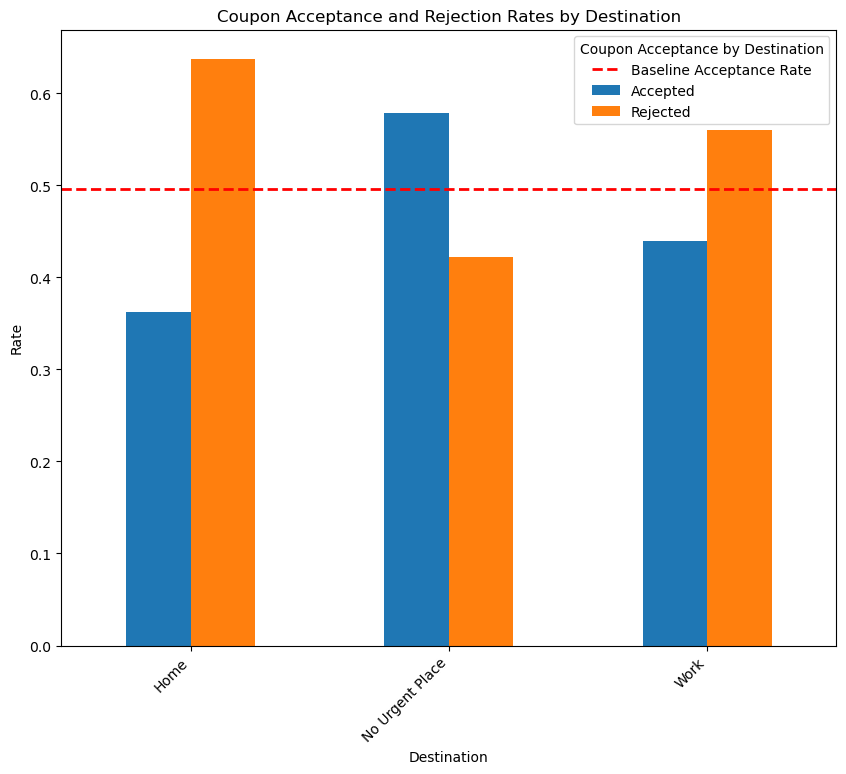 Coupon Acceptance and Rejection Rates by Destination
Coupon Acceptance by Destination
Baseline Acceptance Rate
Accepted
Rejected
Rate
0.6
0.5
0.4
0.3
0.2
0.1
0.0
Home
No Urgent Place
Work
Destination